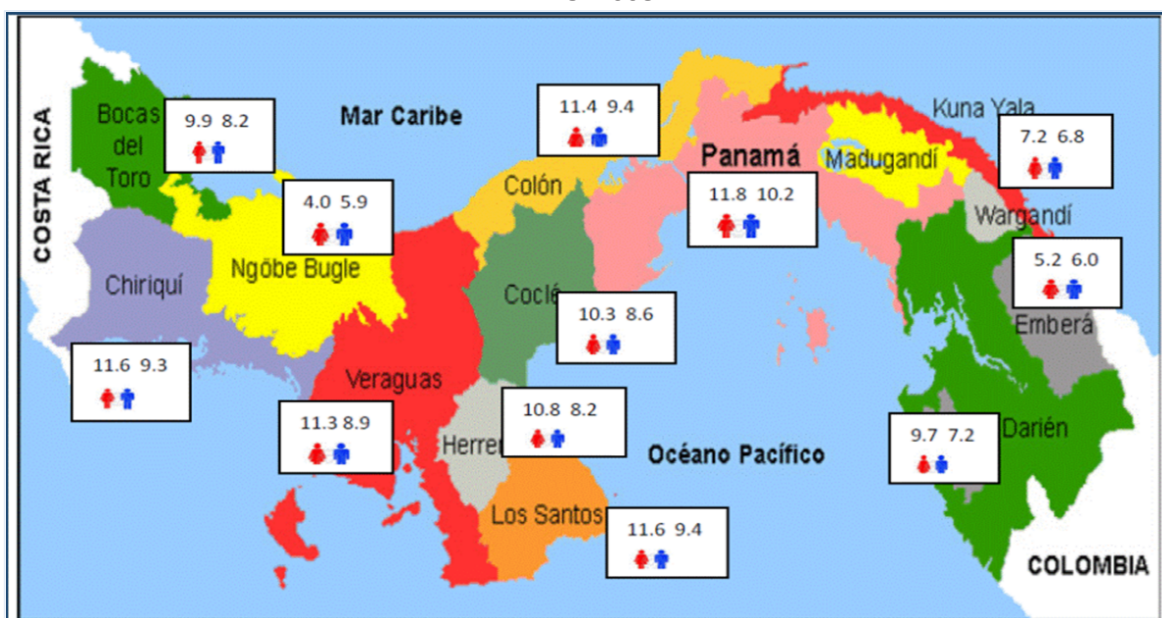 COSTA RICA
Bocas
del
Toro
9.9 8.2
Mar Caribe
11.4 9.4
Kuna Yala
7.2 6.8
Panamá
Madugandí
Colón
4.0 5.9
11.8 10.2
Wargandí
Chiriquí
Ngöbe Bugle
Coclé
5.2 6.0
10.3 8.6
Emberá
11.6 9.3
Veraguas
11.3 8.9
10.8 8.2
Océano Pacífico
9.7 7.2
Darién
Los Santos
11.6 9.4
COLOMBIA